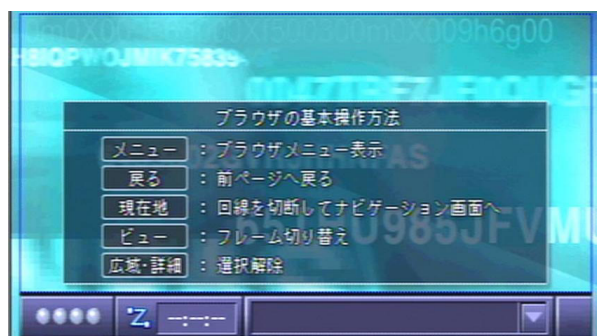 ブラウザの基本操作方法
メニュー : ブラウザメニュー表示
戻る : 前ページへ戻る
現在地 : 回線を切断してナビゲーション画面へ
ビュー : フレーム切り替え
広域・詳細 : 選択解除
Z --:--:--